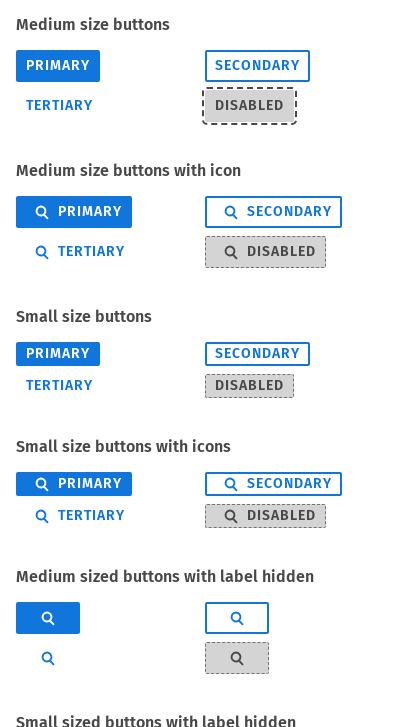 Medium size buttons
PRIMARY SECONDARY
TERTIARY DISABLED
Medium size buttons with icon
PRIMARY SECONDARY
TERTIARY DISABLED
Small size buttons
PRIMARY SECONDARY
TERTIARY DISABLED
Small size buttons with icons
PRIMARY SECONDARY
TERTIARY DISABLED
Medium sized buttons with label hidden
Small sized buttons with label hidden